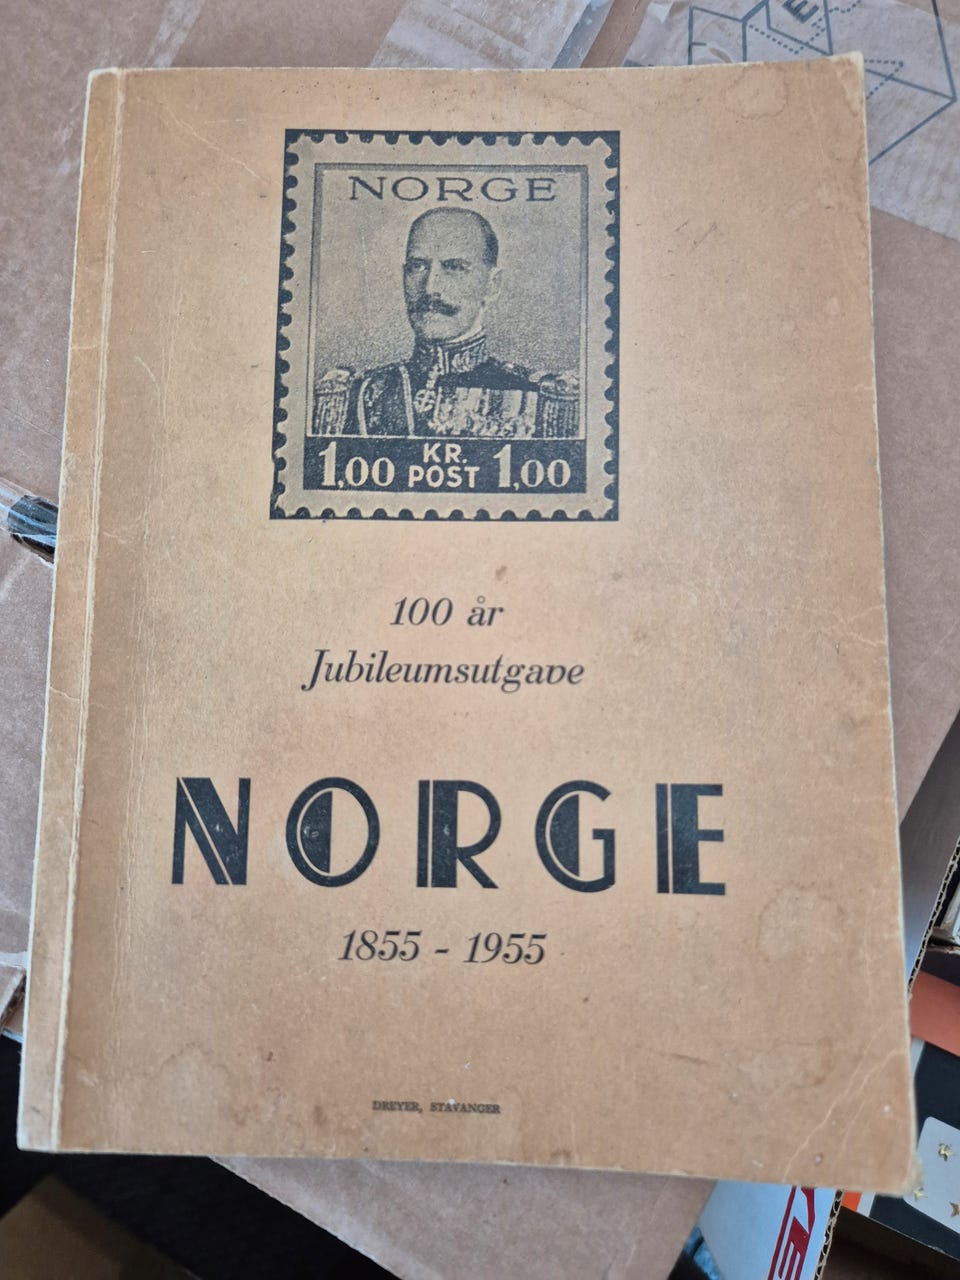 NORGE
1,00 KR. POST 1,00
100 år
Jubileumsutgave
NORGE
1855 - 1955
DREYER, STAVANGER